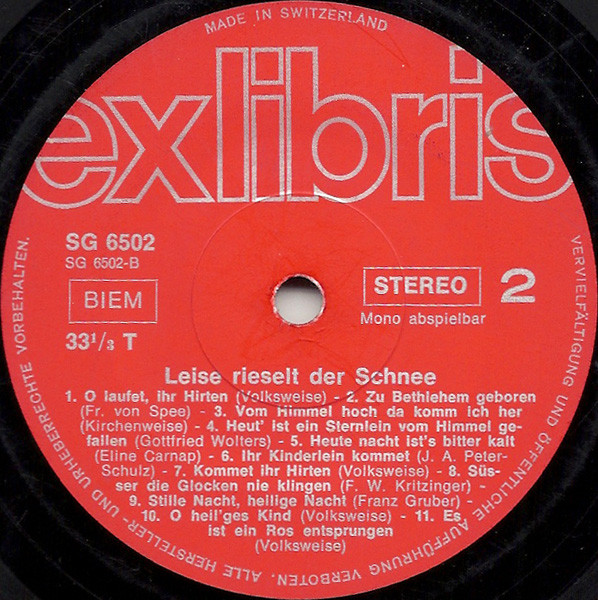 MADE IN SWITZERLAND
exlibris
SG 6502
SG 6502-B
BIEM
33¹/₃ T
STEREO
2
Mono abspielbar
Leise rieselt der Schnee
1. O laufet, ihr Hirten (Volksweise) - 2. Zu Bethlehem geboren
(Fr. von Spee) - 3. Vom Himmel hoch da komm ich her
(Kirchenweise) - 4. Heut' ist ein Sternlein vom Himmel ge-
fallen (Gottfried Wolters) - 5. Heute nacht ist's bitter kalt
(Eline Carnap) - 6. Ihr Kinderlein kommet (J. A. Peter-
Schulz) - 7. Kommet ihr Hirten (Volksweise) - 8. Süs-
ser die Glocken nie klingen (F. W. Kritzinger) -
9. Stille Nacht, heilige Nacht (Franz Gruber) -
10. O heil'ges Kind (Volksweise) - 11. Es
ist ein Ros entsprungen
(Volksweise)
ALLE HERSTELLER- UND URHEBERRECHTE VORBEHALTEN.
VERVIELFÄLTIGUNG UND ÖFFENTLICHE AUFFÜHRUNG VERBOTEN.